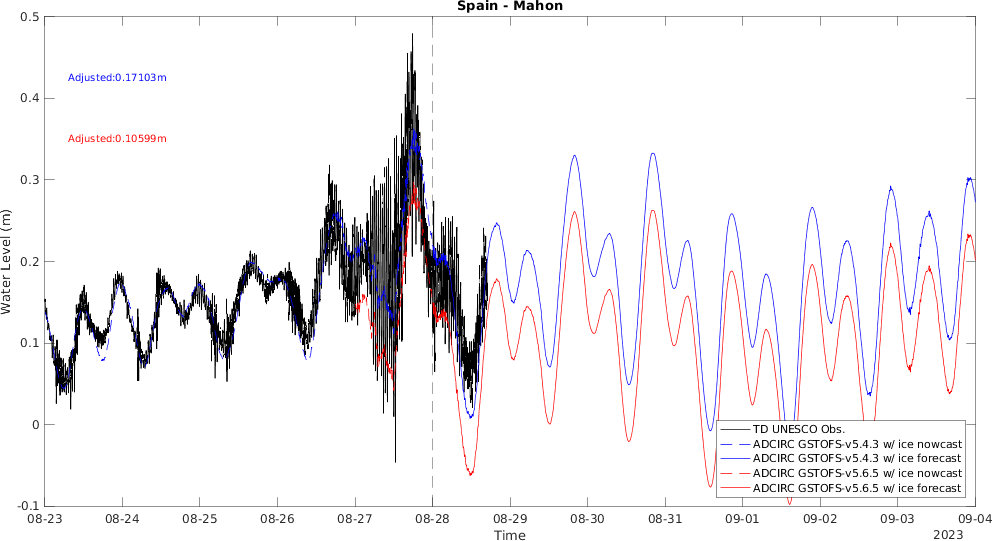 Spain - Mahon
0.5
Adjusted:0.17103m
0.4
Adjusted:0.10599m
0.3
0.2
0.1
0
-0.1
Water Level (m)
TD UNESCO Obs.
ADCIRC GSTOFS-v5.4.3 w/ ice nowcast
ADCIRC GSTOFS-v5.4.3 w/ ice forecast
ADCIRC GSTOFS-v5.6.5 w/ ice nowcast
ADCIRC GSTOFS-v5.6.5 w/ ice forecast
08-23 08-24 08-25 08-26 08-27 08-28 08-29 08-30 08-31 09-01 09-02 09-03 09-04
Time
2023